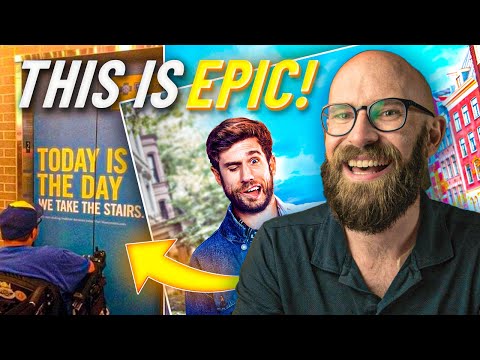 THIS IS EPIC!
TODAY IS
THE DAY
WE TAKE THE STAIRS.